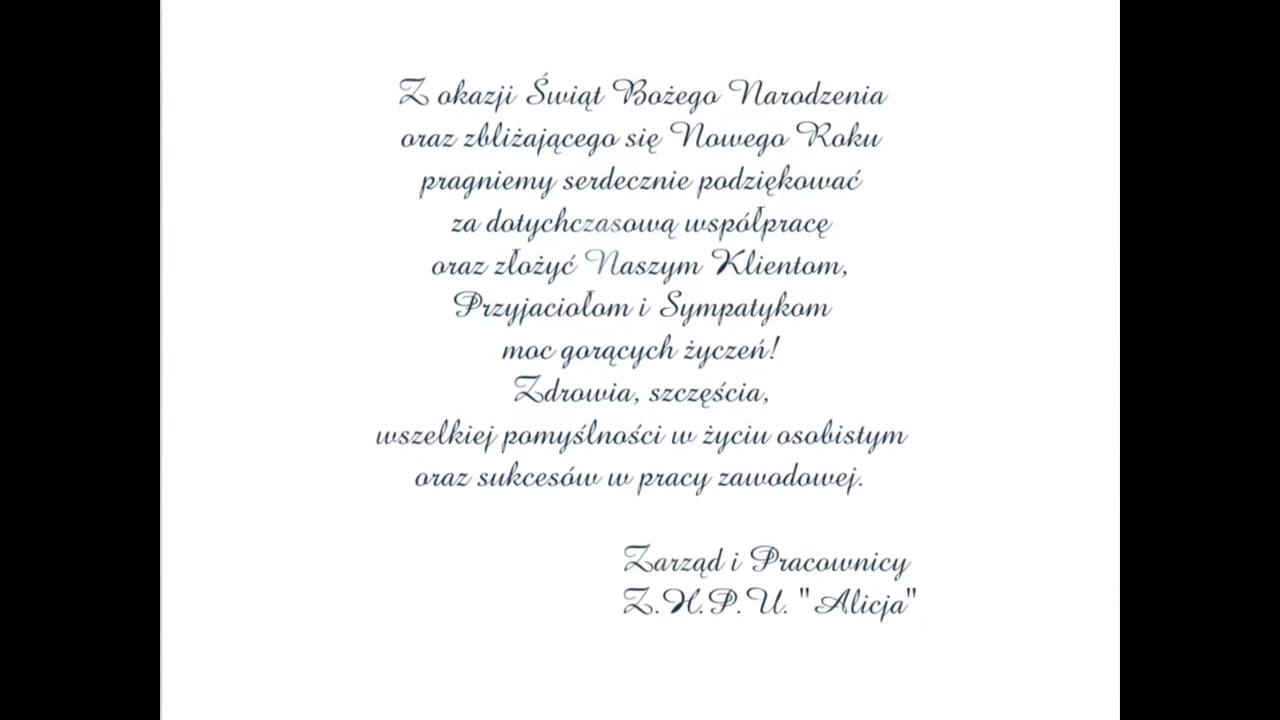 Z okazji Świąt Bożego Narodzenia
oraz zbliżającego się Nowego Roku
pragniemy serdecznie podziękować
za dotychczasową współpracę
oraz złożyć Naszym Klientom,
Przyjaciołom i Sympatykom
moc gorących życzeń!
Zdrowia, szczęścia,
wszelkiej pomyślności w życiu osobistym
oraz sukcesów w pracy zawodowej.
Zarząd i Pracownicy
Z.H.P.U. "Alicja"